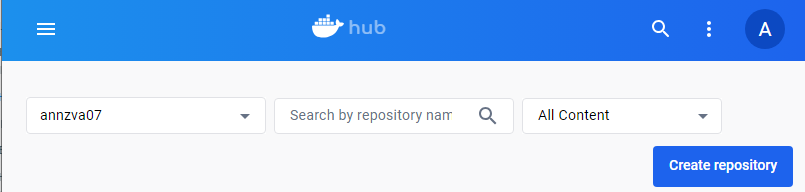 hub
A
annzva07
Search by repository nam
All Content
Create repository